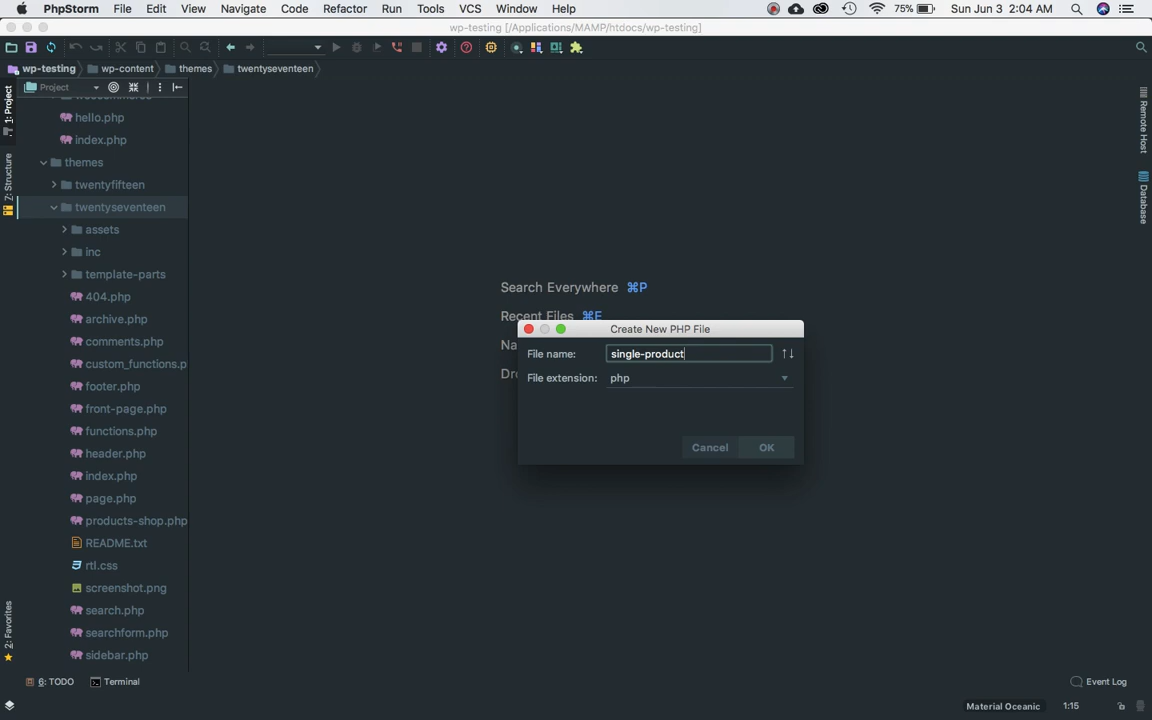 PhpStorm File Edit View Navigate Code Refactor Run Tools VCS Window Help 75% Sun Jun 3 2:04 AM
wp-testing [/Applications/MAMP/htdocs/wp-testing]
wp-testing wp-content themes twentyseventeen
Project
1: Project
Z: Structure
2: Favorites
hello.php
index.php
themes
twentyfifteen
twentyseventeen
assets
inc
template-parts
404.php
archive.php
comments.php
custom_functions.p
footer.php
front-page.php
functions.php
header.php
index.php
page.php
products-shop.php
README.txt
rtl.css
screenshot.png
search.php
searchform.php
sidebar.php
Search Everywhere ⌘P
Recent Files ⌘E
Na
Dro
Create New PHP File
File name: single-product
File extension: php
Cancel OK
Remote Host
Database
6: TODO Terminal
Event Log
Material Oceanic 1:15